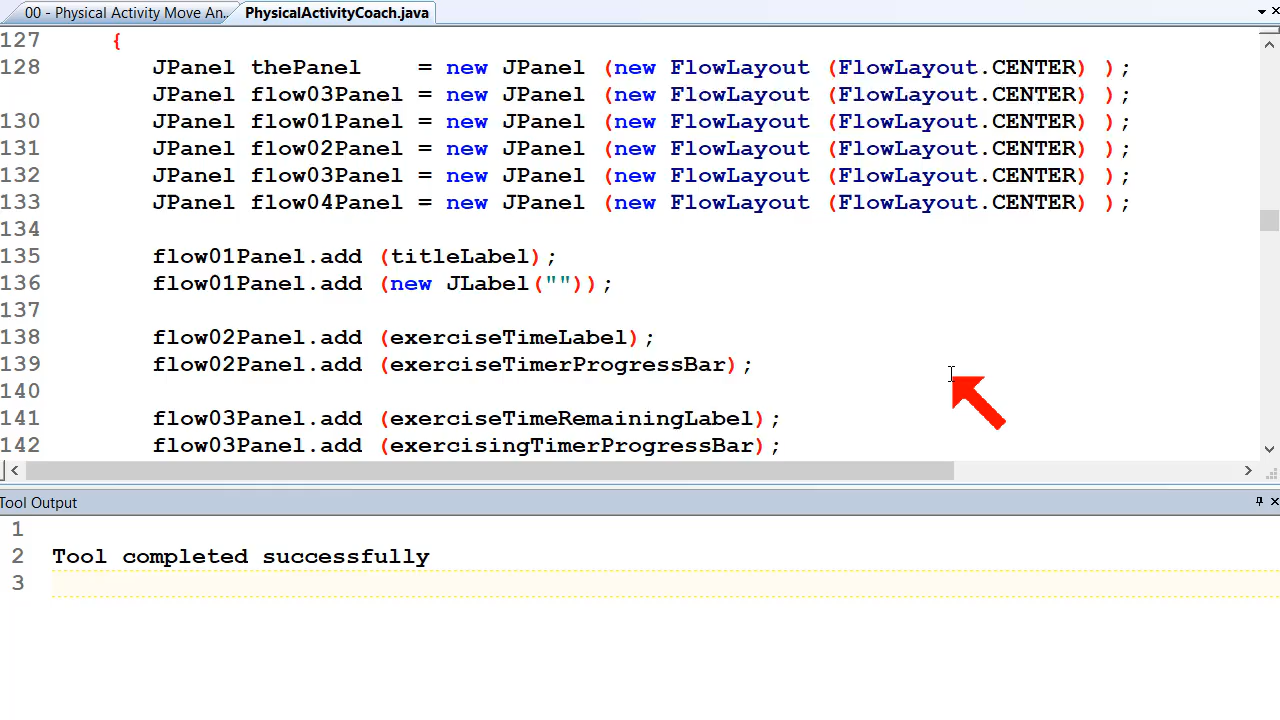 00 - Physical Activity Move An.. PhysicalActivityCoach.java
127 {
128 JPanel thePanel = new JPanel (new FlowLayout (FlowLayout.CENTER) );
JPanel flow03Panel = new JPanel (new FlowLayout (FlowLayout.CENTER) );
130 JPanel flow01Panel = new JPanel (new FlowLayout (FlowLayout.CENTER) );
131 JPanel flow02Panel = new JPanel (new FlowLayout (FlowLayout.CENTER) );
132 JPanel flow03Panel = new JPanel (new FlowLayout (FlowLayout.CENTER) );
133 JPanel flow04Panel = new JPanel (new FlowLayout (FlowLayout.CENTER) );
134
135 flow01Panel.add (titleLabel);
136 flow01Panel.add (new JLabel(""));
137
138 flow02Panel.add (exerciseTimeLabel);
139 flow02Panel.add (exerciseTimerProgressBar);
140
141 flow03Panel.add (exerciseTimeRemainingLabel);
142 flow03Panel.add (exercisingTimerProgressBar);
Tool Output
1
2 Tool completed successfully
3